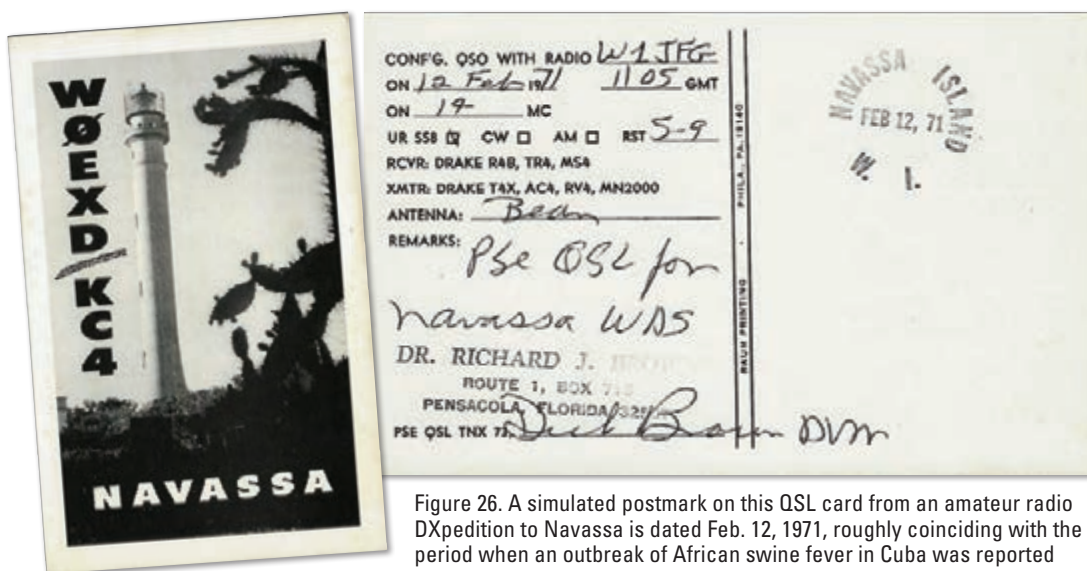 WØEXD/KC4
NAVASSA
CONF'G. QSO WITH RADIO W1JFG
ON 12 Feb 1971 1105 GMT
ON 14 MC
UR SSB ☑ CW ☐ AM ☐ RST 5-9
RCVR: DRAKE R4B, TR4, MS4
XMTR: DRAKE T4X, AC4, RV4, MN2000
ANTENNA: Beam
REMARKS: Pse QSL for
Navassa WAS
DR. RICHARD J. BROWN
ROUTE 1, BOX
PENSACOLA, FLORIDA
PSE QSL TNX 73, Dick Brown DVM
RAUM PRINTING • PHILA., PA. 19140
NAVASSA ISLAND
FEB 12, 71
W. I.
Figure 26. A simulated postmark on this QSL card from an amateur radio
DXpedition to Navassa is dated Feb. 12, 1971, roughly coinciding with the
period when an outbreak of African swine fever in Cuba was reported